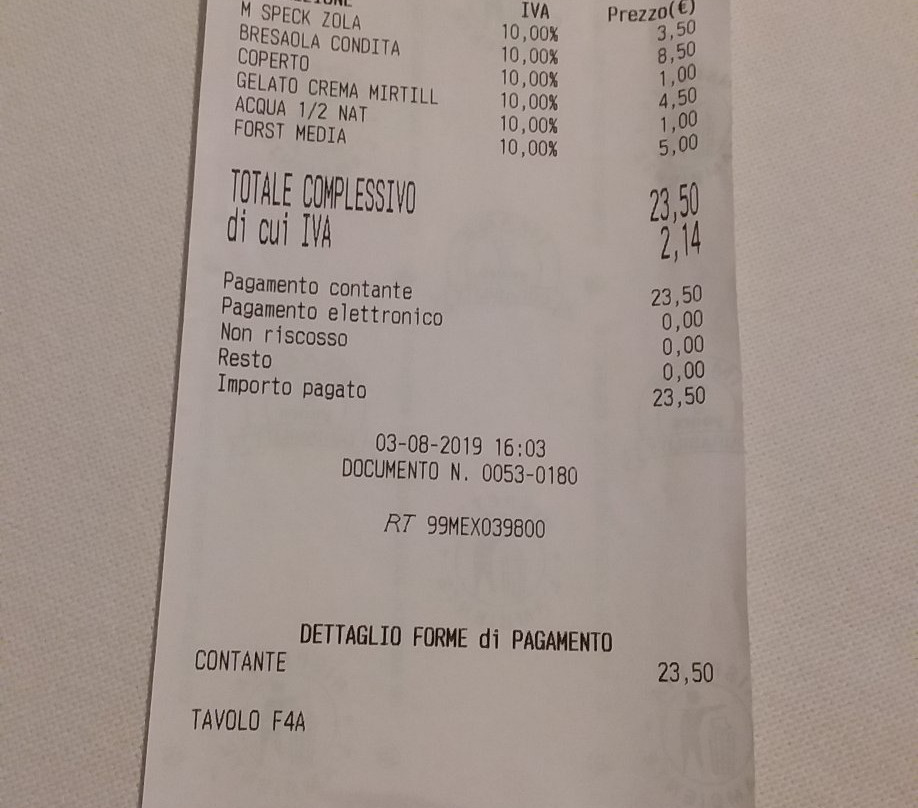 IVA Prezzo(€)
M SPECK ZOLA 10,00% 3,50
BRESAOLA CONDITA 10,00% 8,50
COPERTO 10,00% 1,00
GELATO CREMA MIRTILL 10,00% 4,50
ACQUA 1/2 NAT 10,00% 1,00
FORST MEDIA 10,00% 5,00
TOTALE COMPLESSIVO 23,50
di cui IVA 2,14
Pagamento contante 23,50
Pagamento elettronico 0,00
Non riscosso 0,00
Resto 0,00
Importo pagato 23,50
03-08-2019 16:03
DOCUMENTO N. 0053-0180
RT 99MEX039800
DETTAGLIO FORME di PAGAMENTO
CONTANTE 23,50
TAVOLO F4A